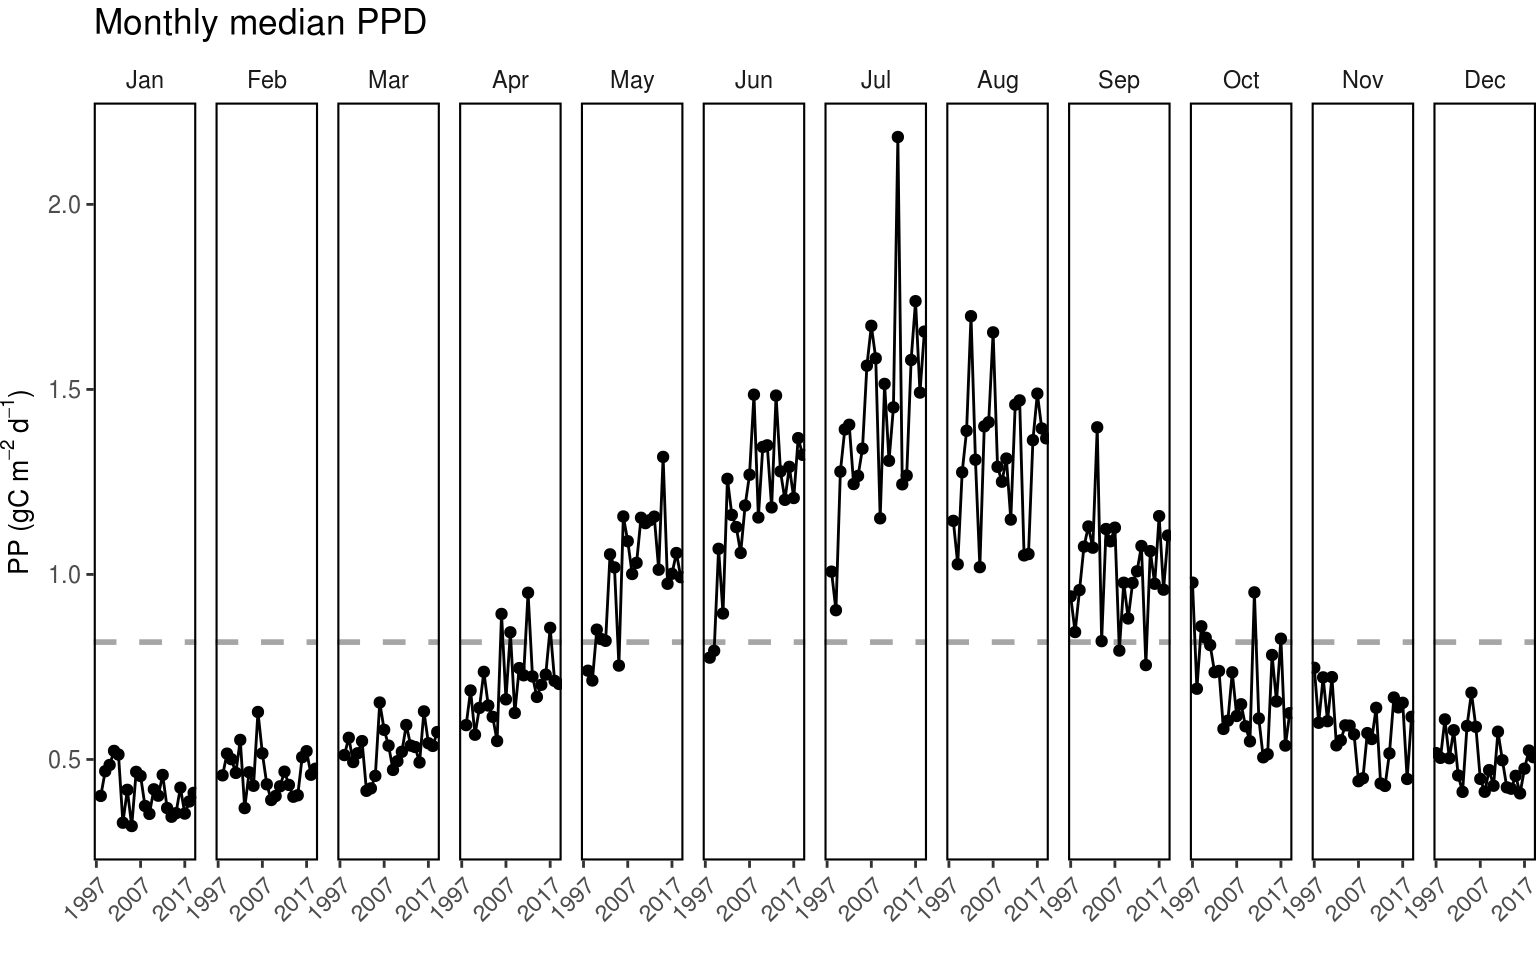 Monthly median PPD
Jan Feb Mar Apr May Jun Jul Aug Sep Oct Nov Dec
PP (gC m⁻² d⁻¹)
2.0
1.5
1.0
0.5
1997 2007 2017 1997 2007 2017 1997 2007 2017 1997 2007 2017 1997 2007 2017 1997 2007 2017 1997 2007 2017 1997 2007 2017 1997 2007 2017 1997 2007 2017 1997 2007 2017 1997 2007 2017